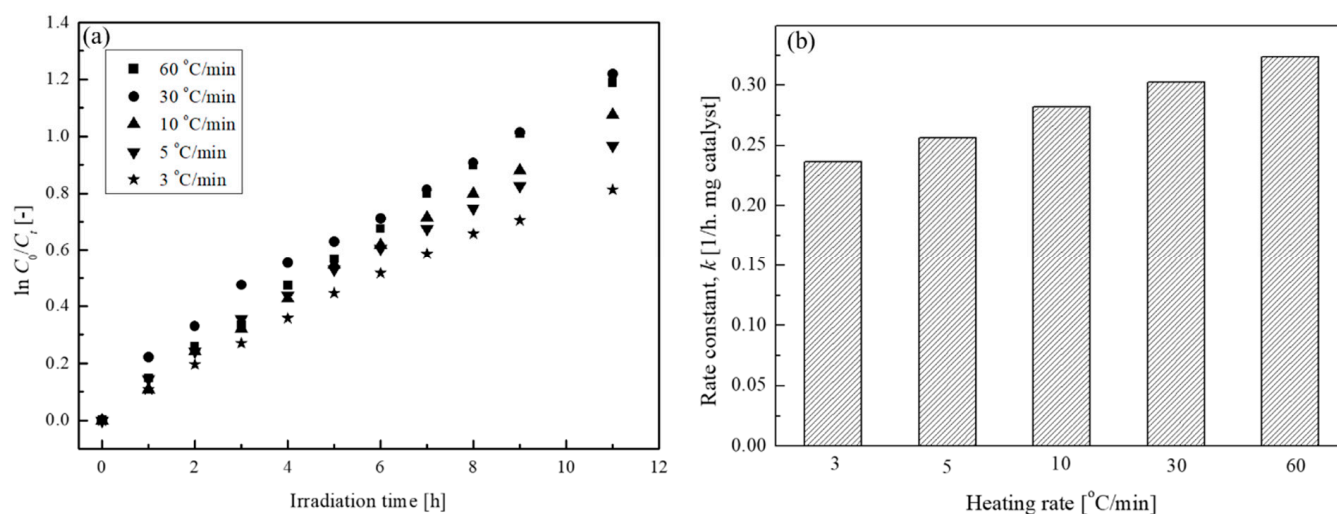 (a)
1.4
1.2
1.0
0.8
0.6
0.4
0.2
0.0
ln C₀/Cₜ [-]
60 °C/min
30 °C/min
10 °C/min
5 °C/min
3 °C/min
0 2 4 6 8 10 12
Irradiation time [h]
(b)
0.30
0.25
0.20
0.15
0.10
0.05
0.00
Rate constant, k [1/h. mg catalyst]
3 5 10 30 60
Heating rate [°C/min]